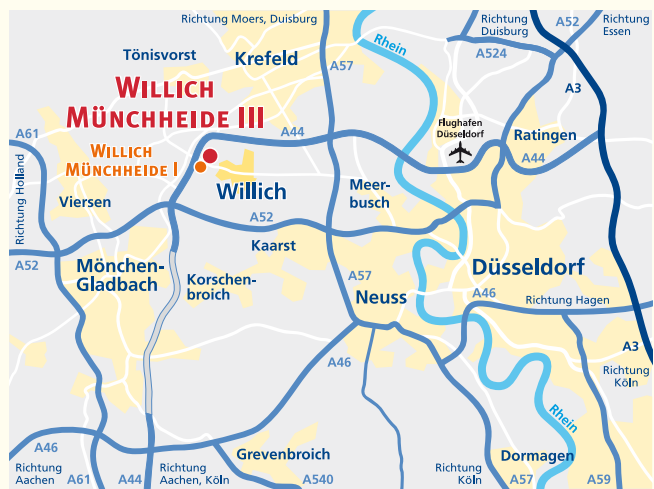 Richtung Moers, Duisburg
Rhein
Richtung
Duisburg
A52
Richtung
Essen
Tönisvorst
Krefeld
A57
A524
A3
WILLICH
MÜNCHHEIDE III
A61
A44
Flughafen
Düsseldorf
Ratingen
WILLICH
MÜNCHHEIDE I
A44
Richtung Holland
Viersen
Willich
Meer-
busch
A52
Kaarst
A52
Mönchen-
Gladbach
Korschen-
broich
A57
Neuss
Düsseldorf
A46
Richtung Hagen
A3
A46
Richtung
Köln
Rhein
A46
Grevenbroich
Dormagen
Richtung
Aachen
A61
A44
Richtung
Aachen, Köln
A540
Richtung
Köln
A57
A59